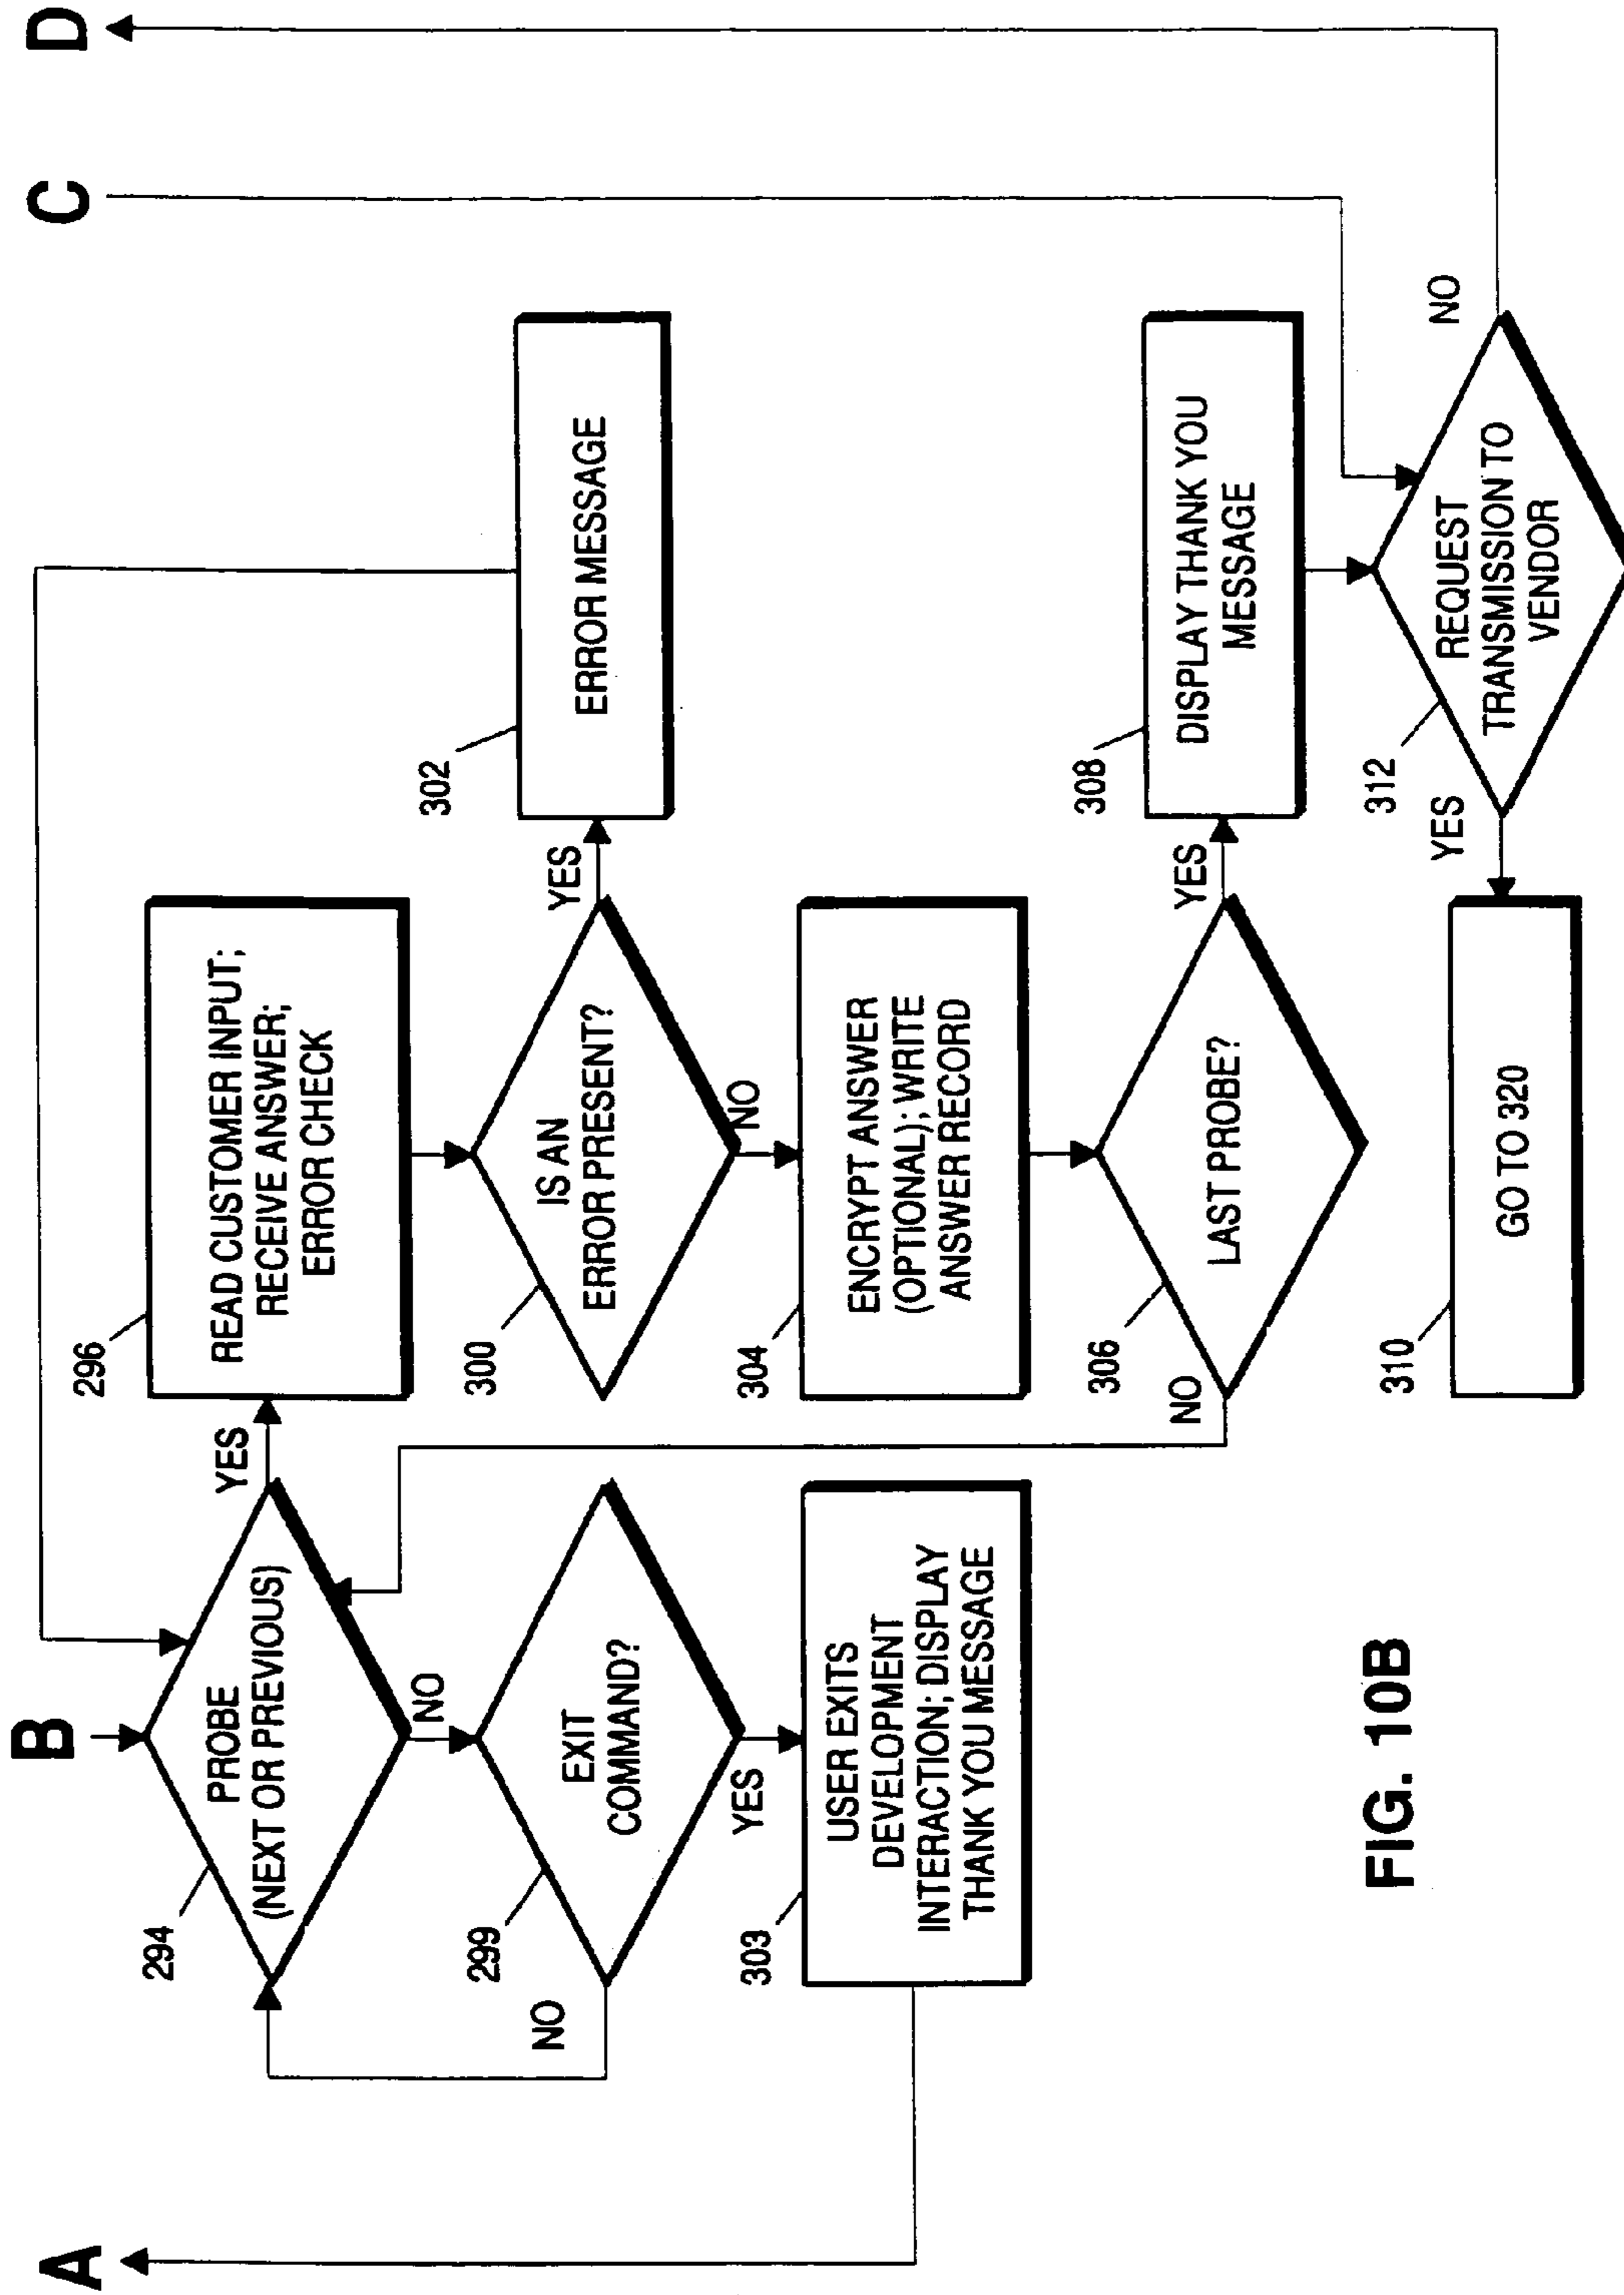 A
B
C
D
294
PROBE
(NEXT OR PREVIOUS)
YES
NO
296
READ CUSTOMER INPUT;
RECEIVE ANSWER;
ERROR CHECK
299
EXIT
COMMAND?
NO
YES
300
IS AN
ERROR PRESENT?
YES
NO
302
ERROR MESSAGE
303
USER EXITS
DEVELOPMENT
INTERACTION; DISPLAY
THANK YOU MESSAGE
304
ENCRYPT ANSWER
(OPTIONAL); WRITE
ANSWER RECORD
306
LAST PROBE?
NO
YES
308
DISPLAY THANK YOU
MESSAGE
310
GO TO 320
YES
312
REQUEST
TRANSMISSION TO
VENDOR
NO
FIG. 10B